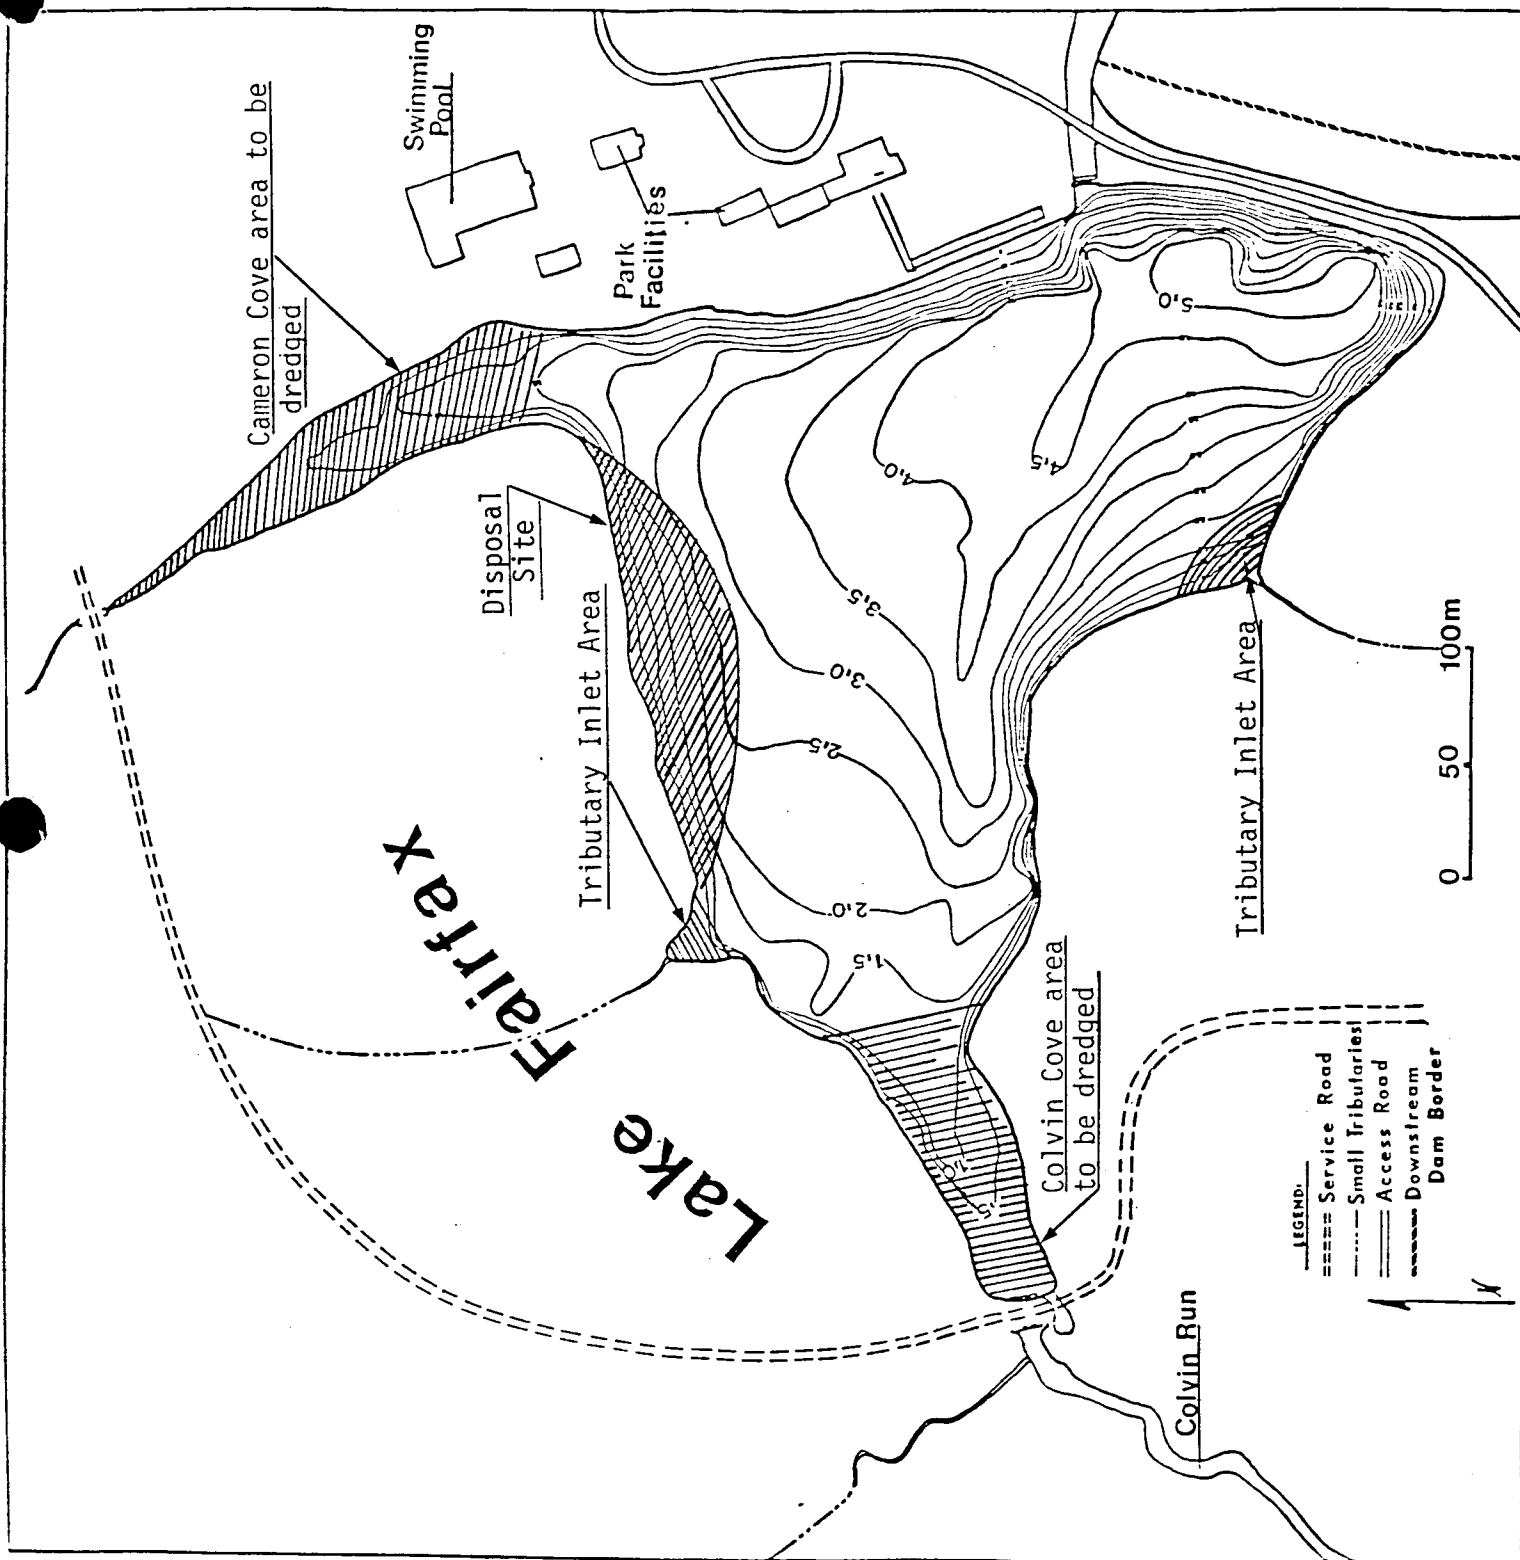 Lake Fairfax
Cameron Cove area to be
dredged
Swimming
Pool
Park
Facilities
Disposal
Site
Tributary Inlet Area
Colvin Cove area
to be dredged
Tributary Inlet Area
Colvin Run
5,0
4,5
4,0
3,5
3,0
2,5
2,0
1,5
1,
,5
0
50
100m
LEGEND:
Service Road
Small Tributaries
Access Road
Downstream
Dam Border
N